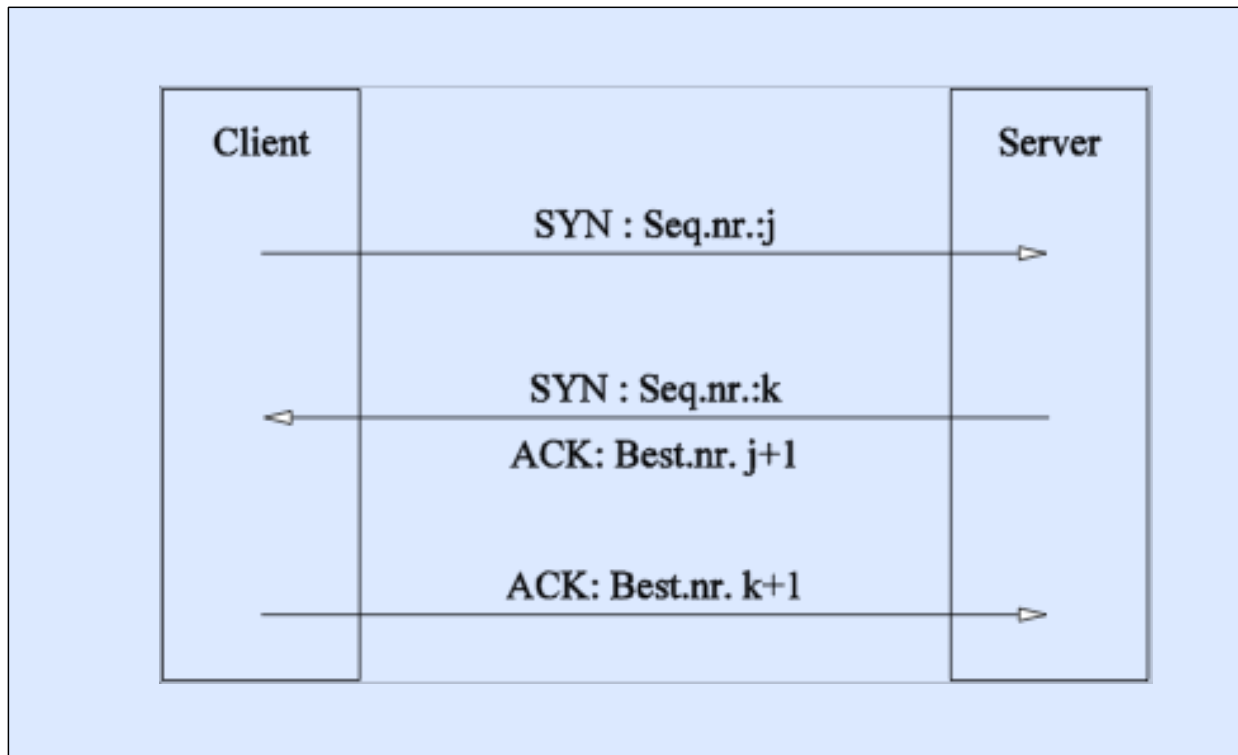 Client
Server
SYN : Seq.nr.:j
SYN : Seq.nr.:k
ACK: Best.nr. j+1
ACK: Best.nr. k+1